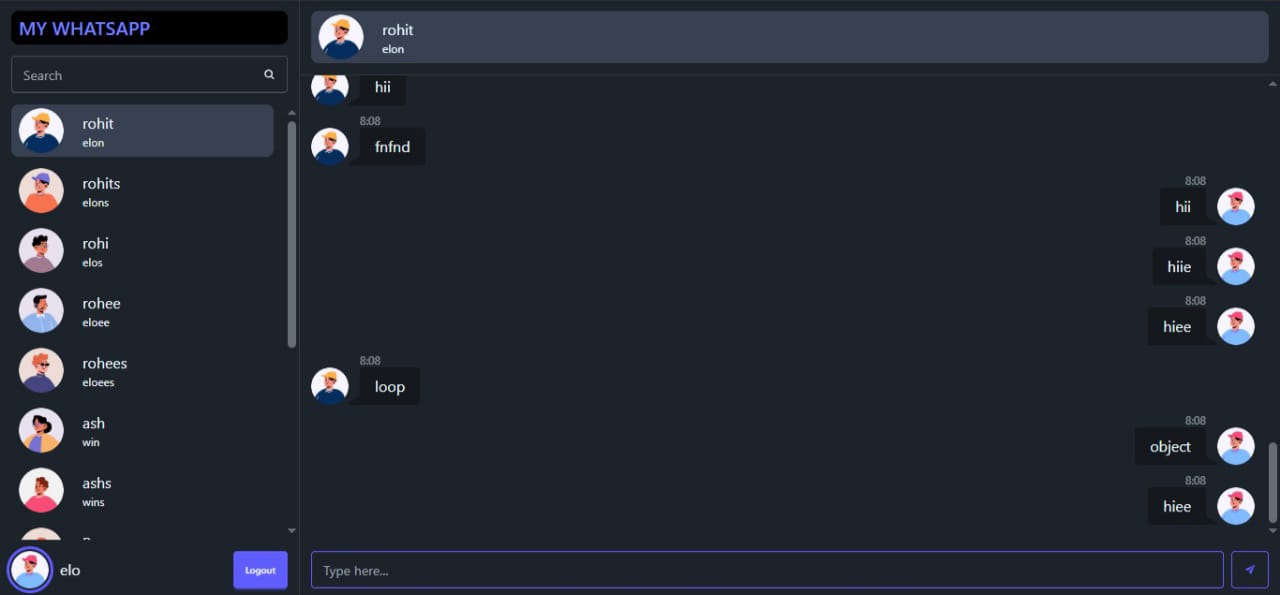 MY WHATSAPP
Search
rohit
elon
rohits
elons
rohi
elos
rohee
eloee
rohees
eloees
ash
win
ashs
wins
elo
Logout
rohit
elon
hii
8:08
fnfnd
8:08
hii
8:08
hiie
8:08
hiee
8:08
loop
8:08
object
8:08
hiee
Type here...